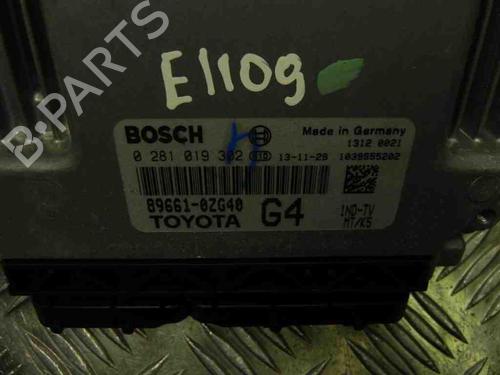 B-Parts
E1109
BOSCH
Made in Germany
0 281 019 302
1312 0021
13-11-29
1039S55202
89661-0ZG40
TOYOTA
G4
1ND-TV
MT/K5